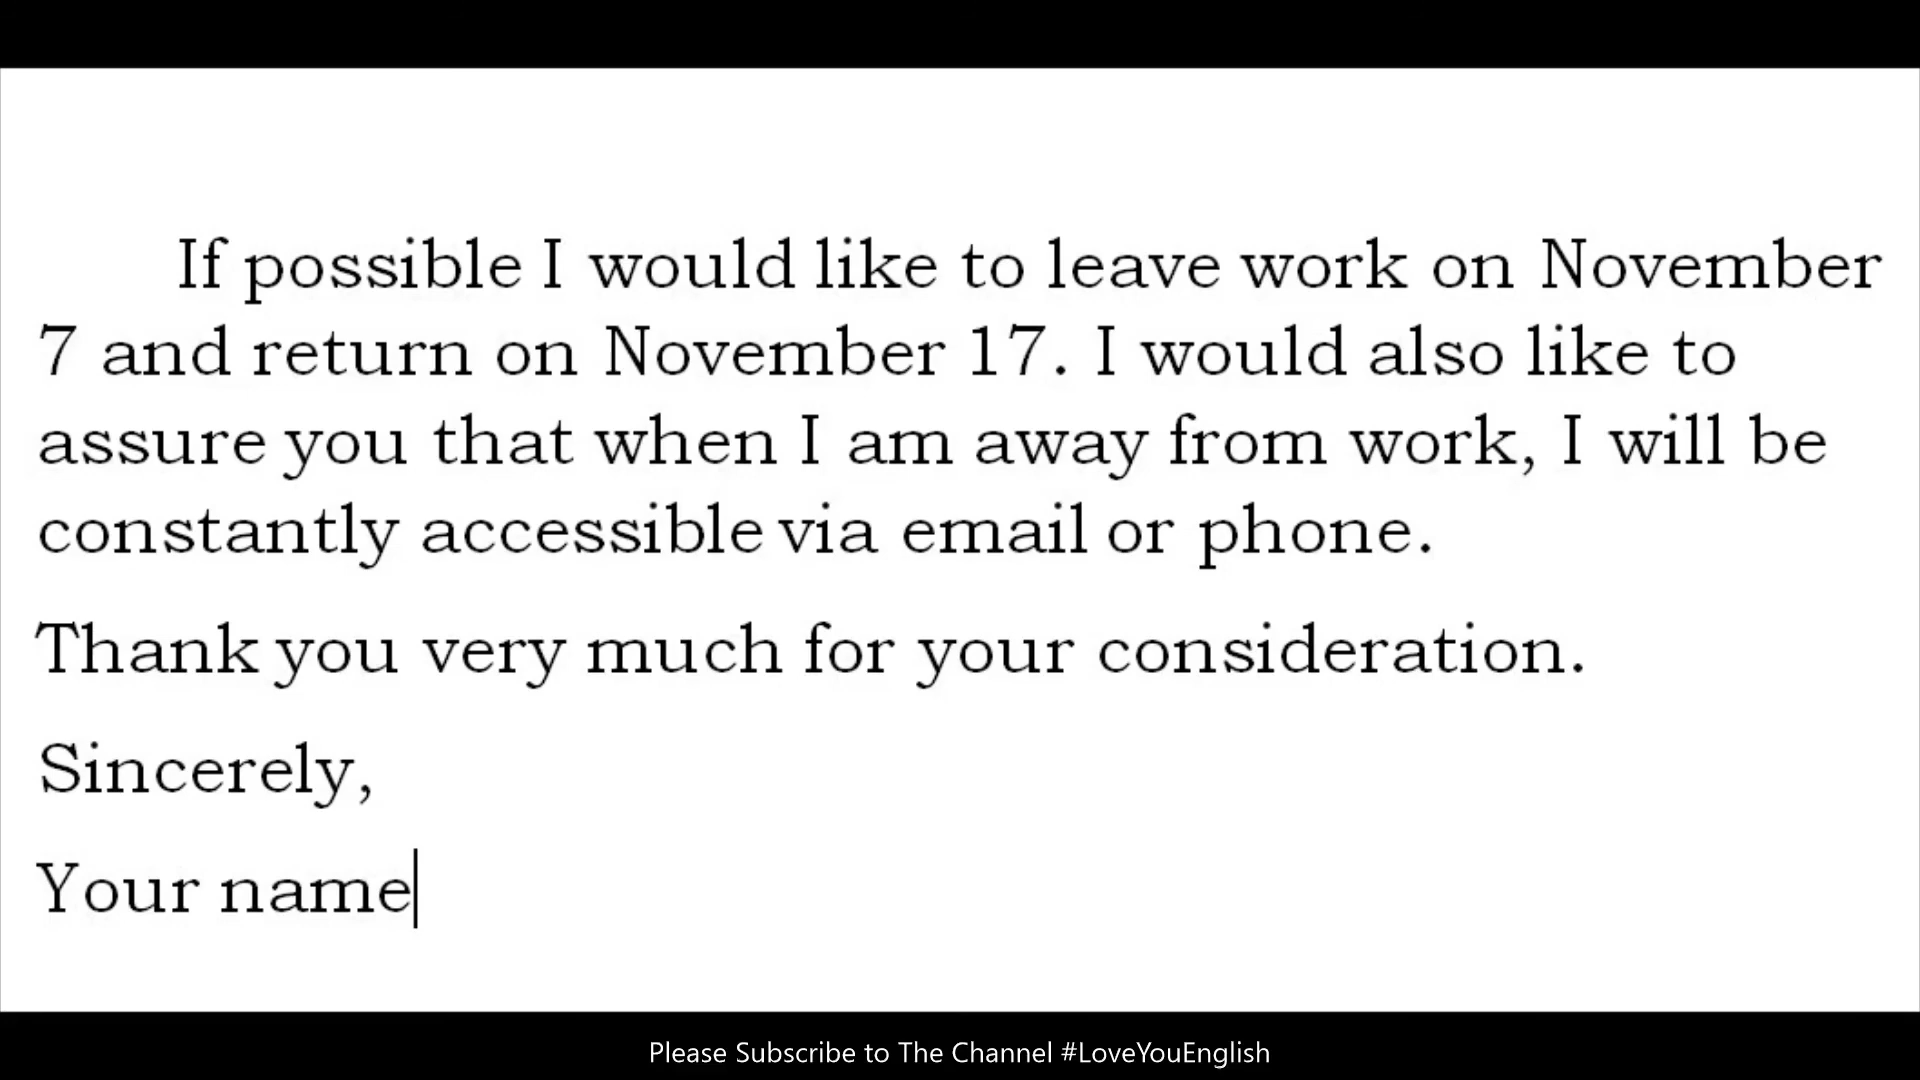 If possible I would like to leave work on November
7 and return on November 17. I would also like to
assure you that when I am away from work, I will be
constantly accessible via email or phone.
Thank you very much for your consideration.
Sincerely,
Your name
Please Subscribe to The Channel #LoveYouEnglish